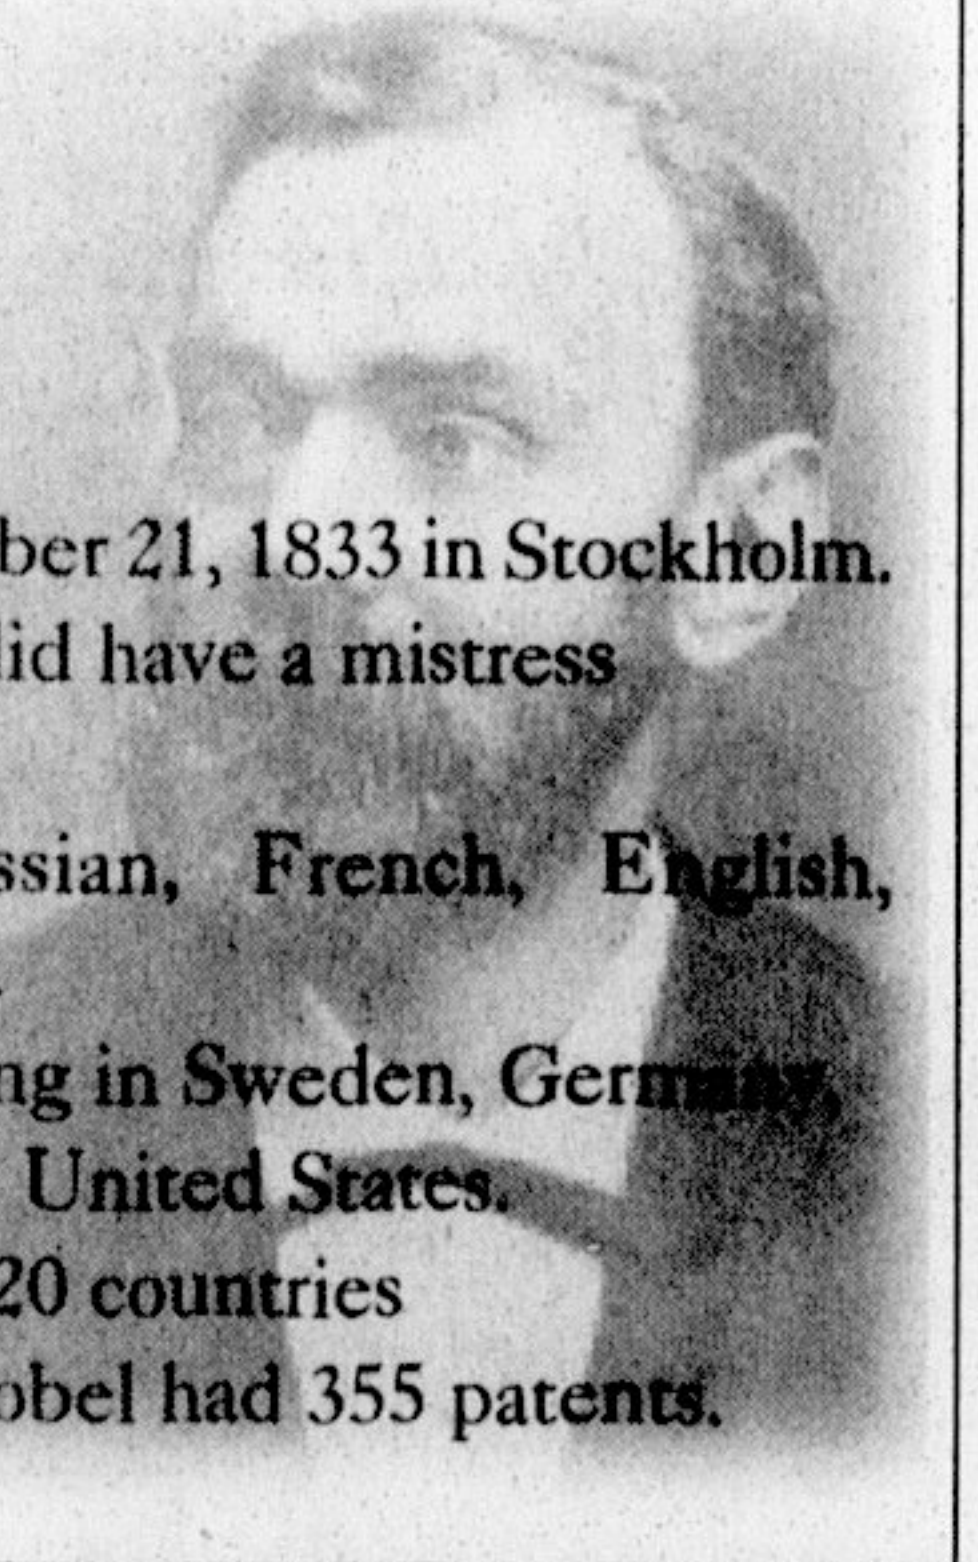 ber 21, 1833 in Stockholm.
did have a mistress
ssian, French, English,
ng in Sweden, Germany,
United States.
20 countries
obel had 355 patents.